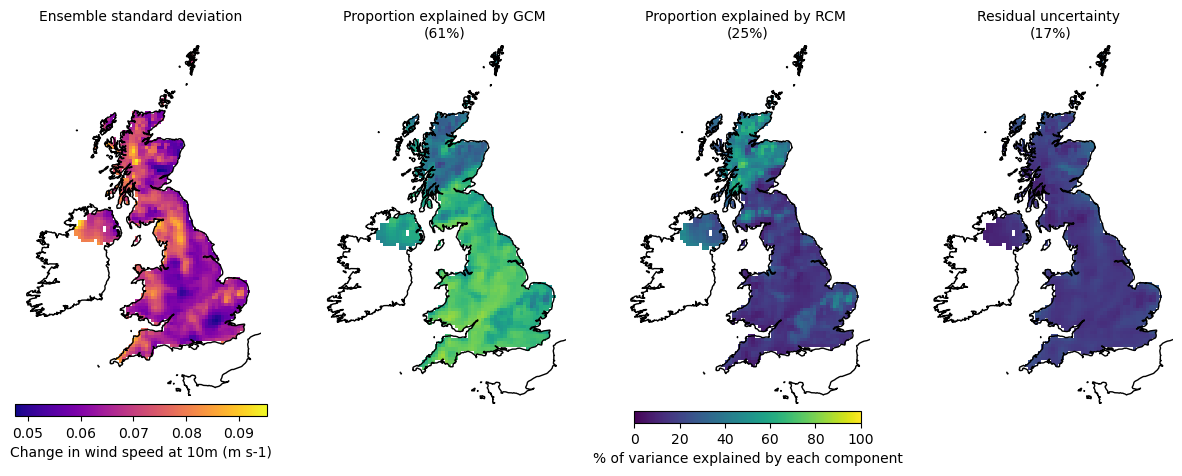 Ensemble standard deviation
Proportion explained by GCM
(61%)
Proportion explained by RCM
(25%)
Residual uncertainty
(17%)
0.05 0.06 0.07 0.08 0.09
Change in wind speed at 10m (m s-1)
0 20 40 60 80 100
% of variance explained by each component